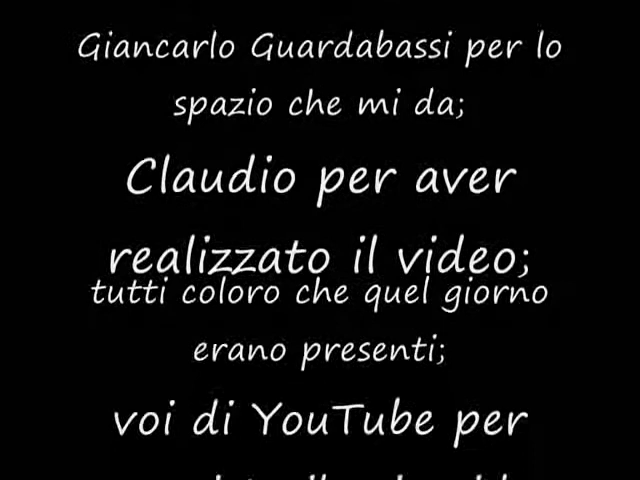 Giancarlo Guardabassi per lo
spazio che mi da;
Claudio per aver
realizzato il video;
tutti coloro che quel giorno
erano presenti;
voi di YouTube per